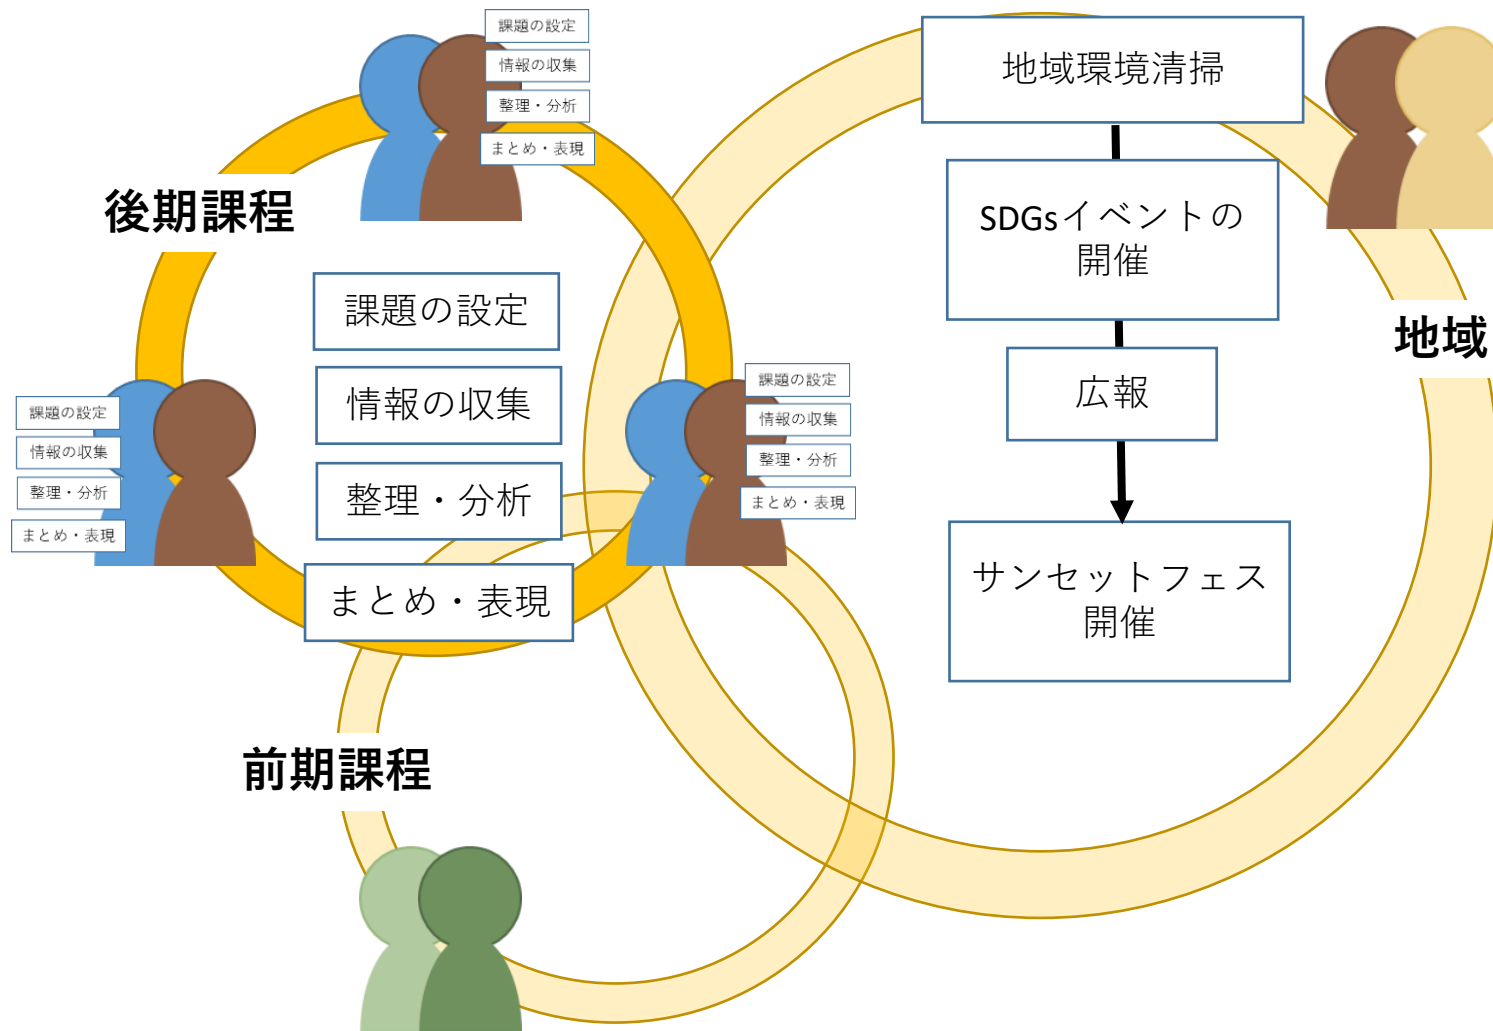 課題の設定
情報の収集
整理・分析
まとめ・表現
後期課程
課題の設定
情報の収集
整理・分析
まとめ・表現
課題の設定
情報の収集
整理・分析
まとめ・表現
課題の設定
情報の収集
整理・分析
まとめ・表現
前期課程
地域環境清掃
SDGsイベントの
開催
広報
サンセットフェス
開催
地域